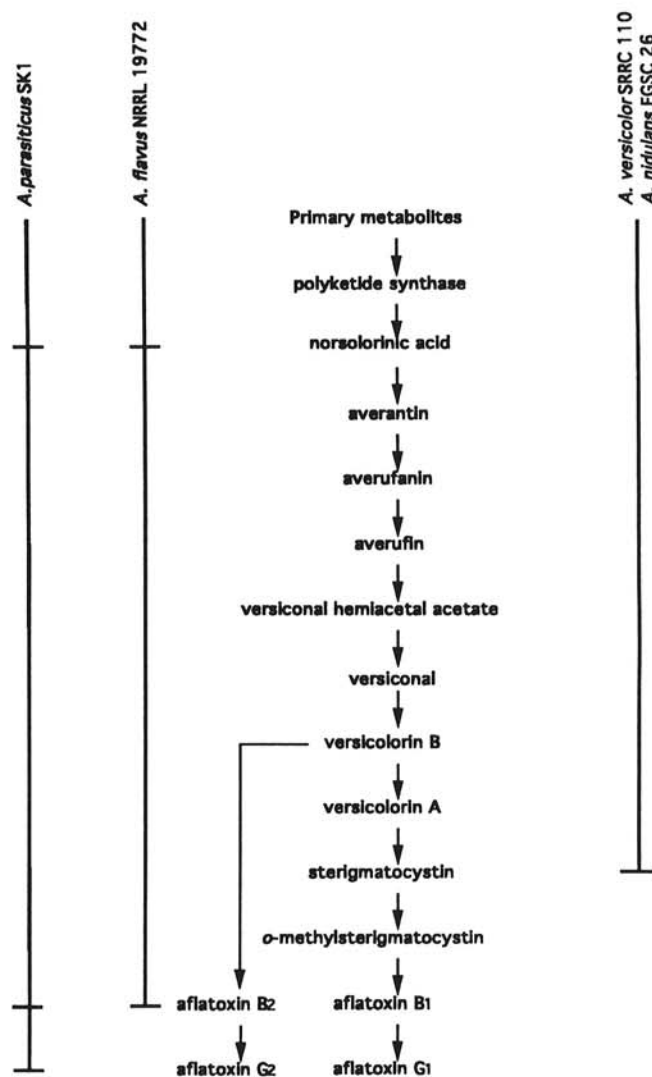 A.parasiticus SK1
A. flavus NRRL 19772
A. versicolor SRRC 110
A. nidulans FGSC 26
Primary metabolites
polyketide synthase
norsolorinic acid
averantin
averufanin
averufin
versiconal hemiacetal acetate
versiconal
versicolorin B
versicolorin A
sterigmatocystin
o-methylsterigmatocystin
aflatoxin B2 aflatoxin B1
aflatoxin G2 aflatoxin G1